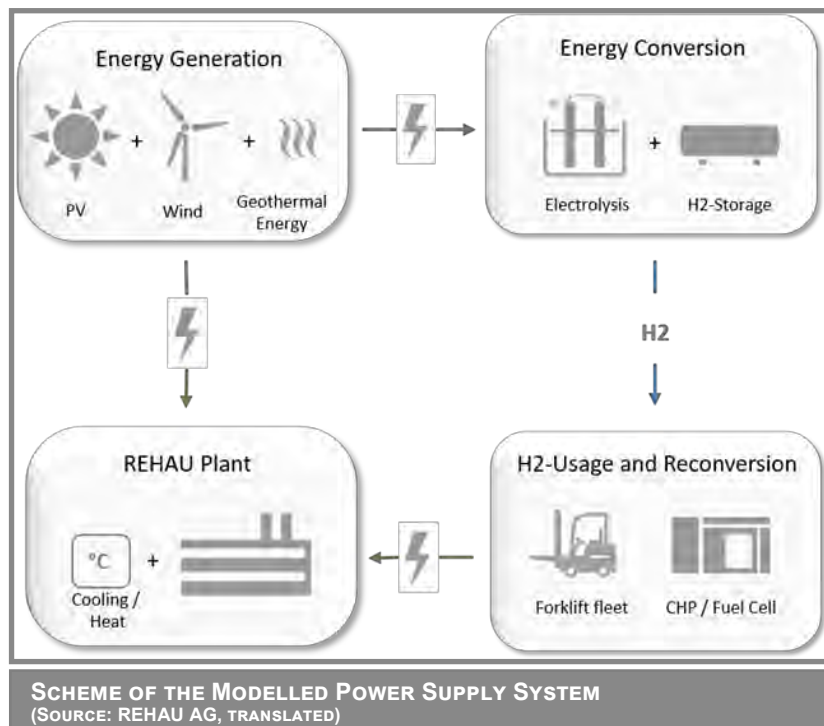 Energy Generation
+
+
PV
Wind
Geothermal
Energy
Energy Conversion
+
Electrolysis
H2-Storage
H2
REHAU Plant
°C
+
Cooling /
Heat
H2-Usage and Reconversion
Forklift fleet
CHP / Fuel Cell
SCHEME OF THE MODELLED POWER SUPPLY SYSTEM
(SOURCE: REHAU AG, TRANSLATED)